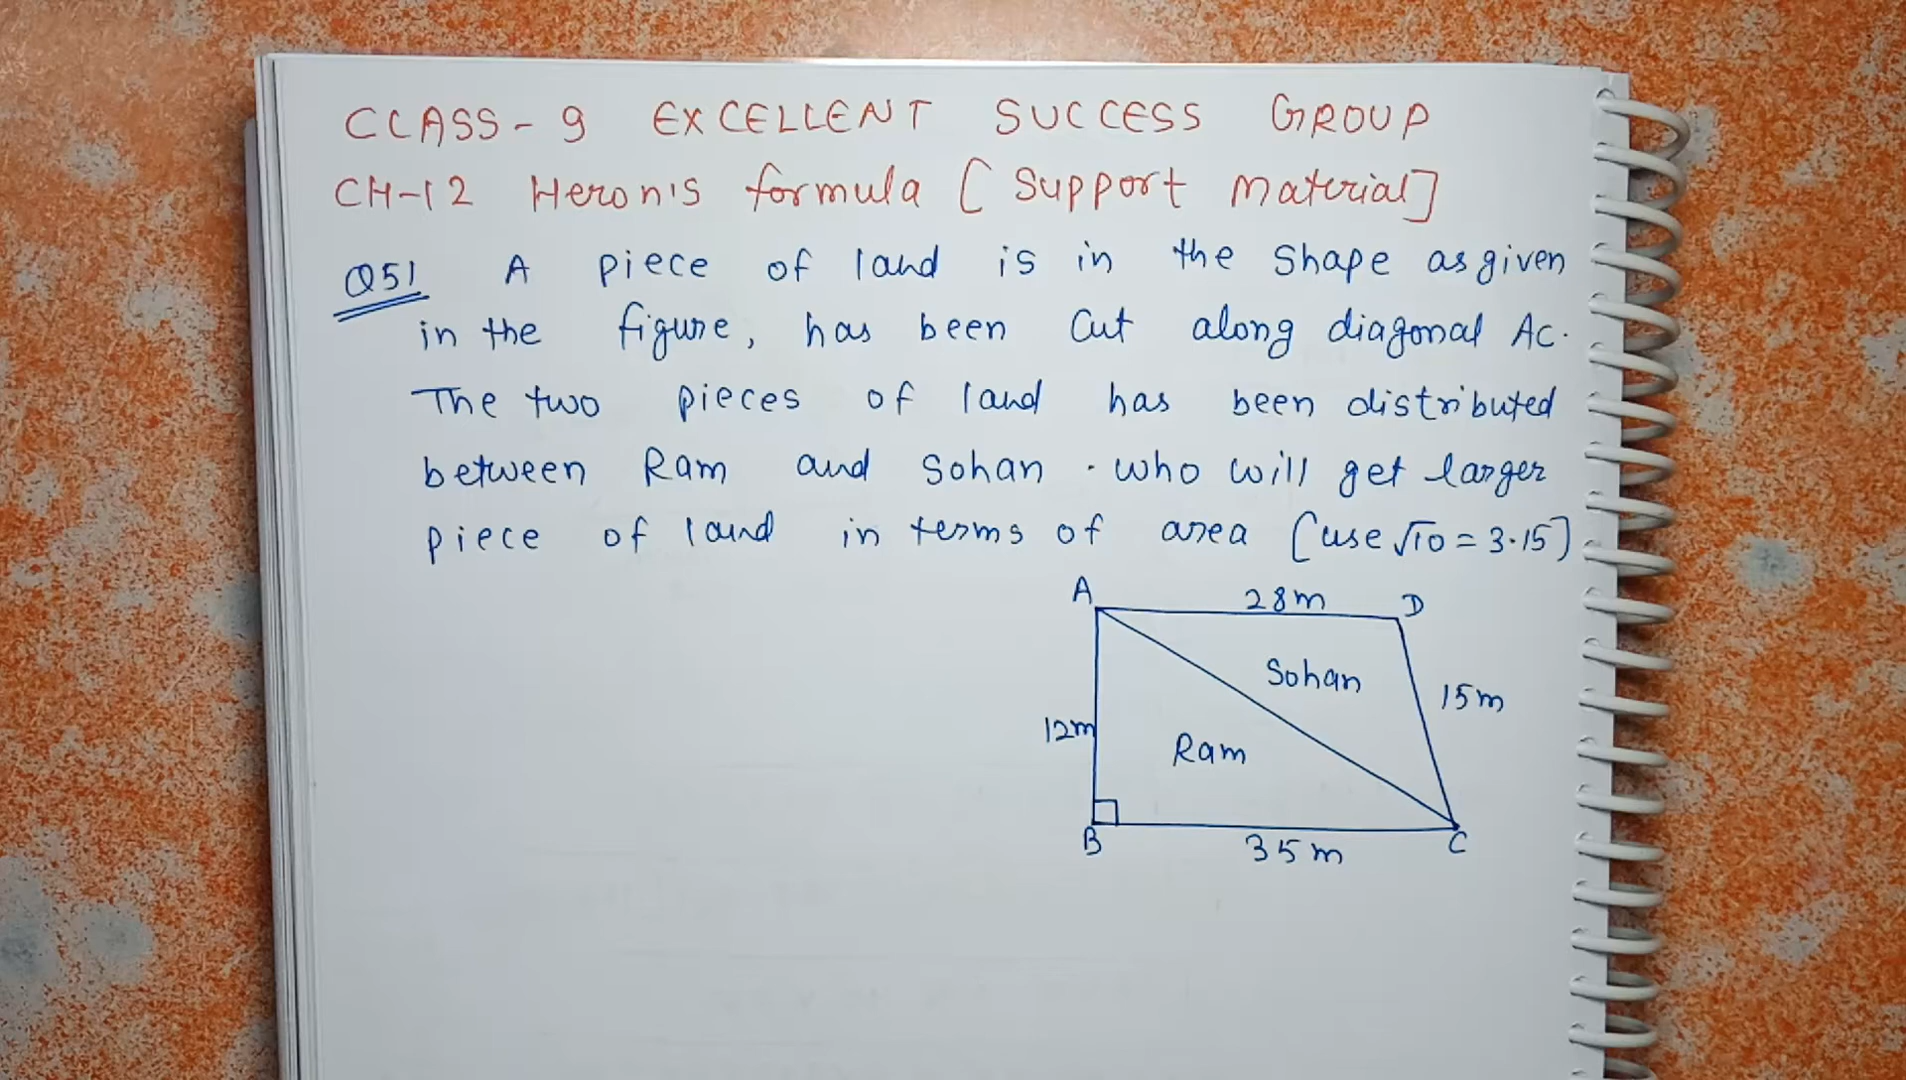 CLASS-9 EXCELLENT SUCCESS GROUP
CH-12 Heron's formula [Support Material]
Q51 A piece of land is in the shape as given
in the figure, has been cut along diagonal AC.
The two pieces of land has been distributed
between Ram and Sohan. who will get larger
piece of land in terms of area [use √10 = 3.15]
A 28m D
Sohan
15m
12m
Ram
B 35m C